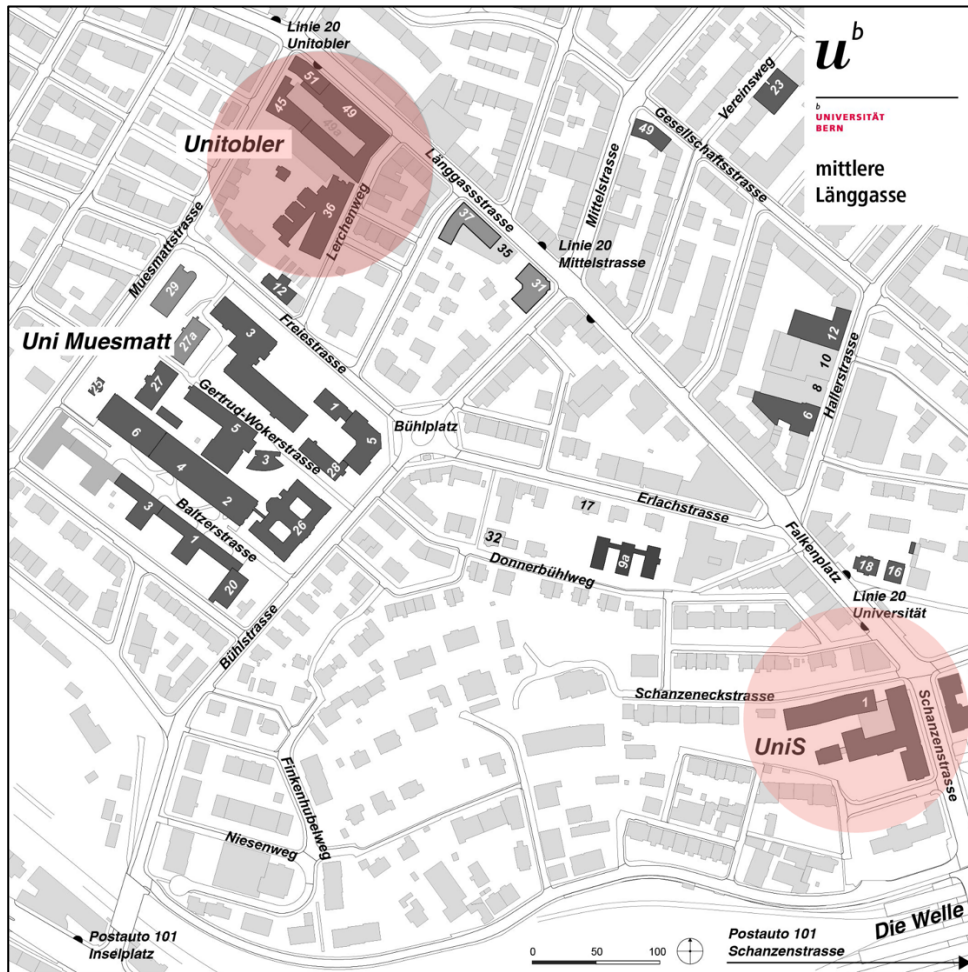 Linie 20
Unitobler
u^b
b
UNIVERSITÄT
BERN
mittlere
Länggasse
Vereinsweg
23
51
45
49
49a
Unitobler
36
Lerchenweg
Länggassstrasse
Mittelstrasse
49
Gesellschaftsstrasse
37
35
31
Linie 20
Mittelstrasse
Muesmattstrasse
29
12
Freiestrasse
Uni Muesmatt
27a
3
25
27
Gertrud-Wokerstrasse
5
1
5
28
3
Bühlplatz
12
10
8
6
Hallerstrasse
6
4
2
26
Baltzerstrasse
3
1
20
Bühlstrasse
17
Erlachstrasse
32
Donnerbühlweg
9a
Falkenplatz
18
16
Linie 20
Universität
Schanzeneckstrasse
1
UniS
Schanzenstrasse
Finkenhubelweg
Niesenweg
Die Welle
Postauto 101
Inselplatz
0 50 100
Postauto 101
Schanzenstrasse